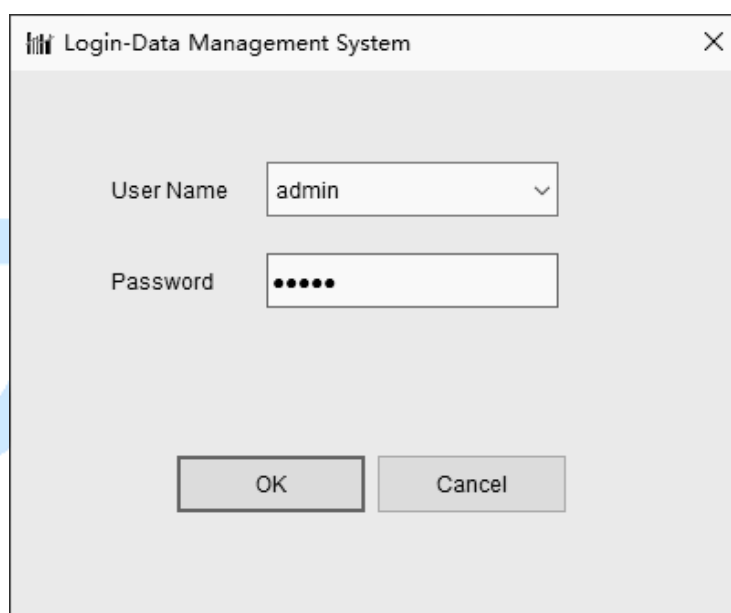 Login-Data Management System
User Name
admin
Password
•••••
OK
Cancel